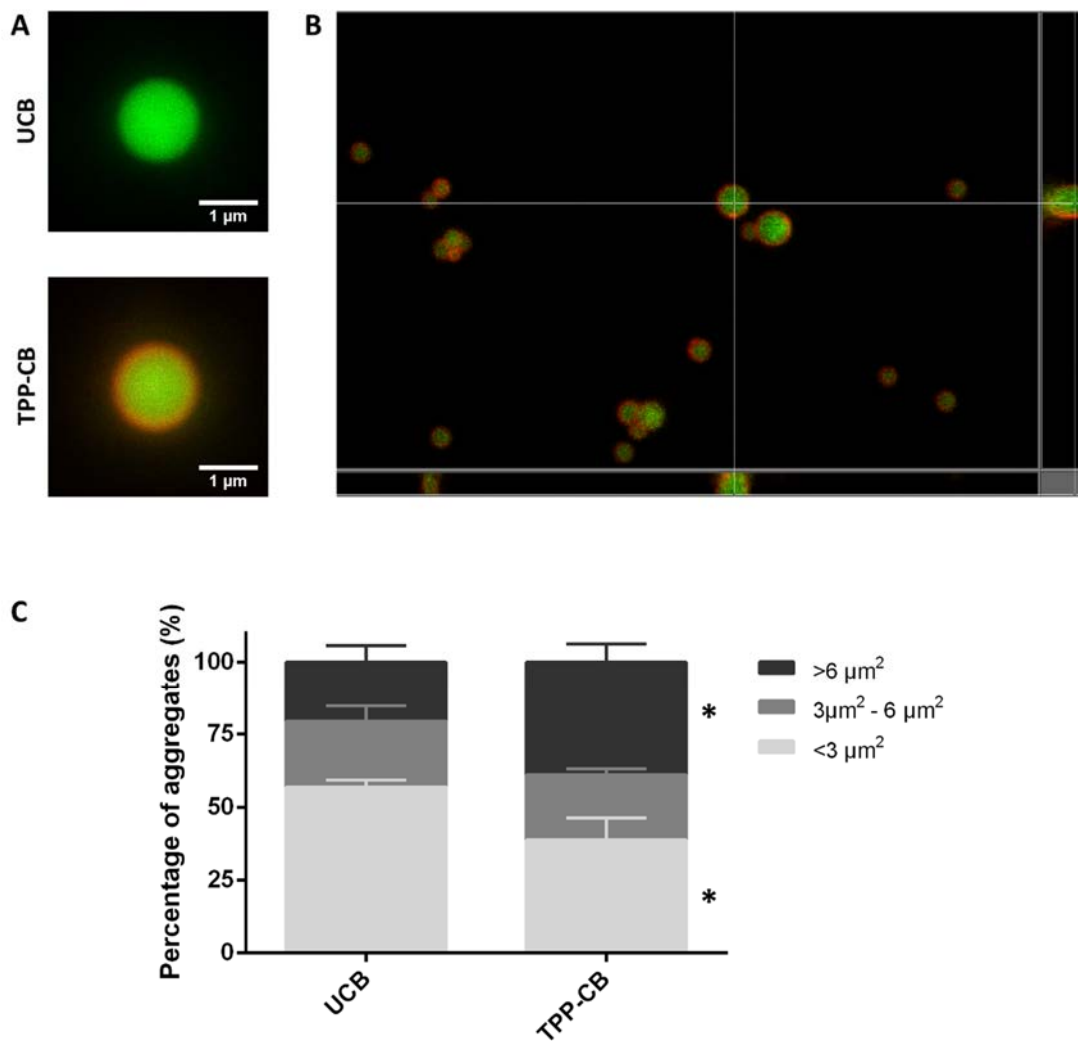 A
B
UCB
1 µm
TPP-CB
1 µm
C
Percentage of aggregates (%)
100
75
50
25
0
UCB
TPP-CB
*
*
>6 µm²
3µm² - 6 µm²
<3 µm²